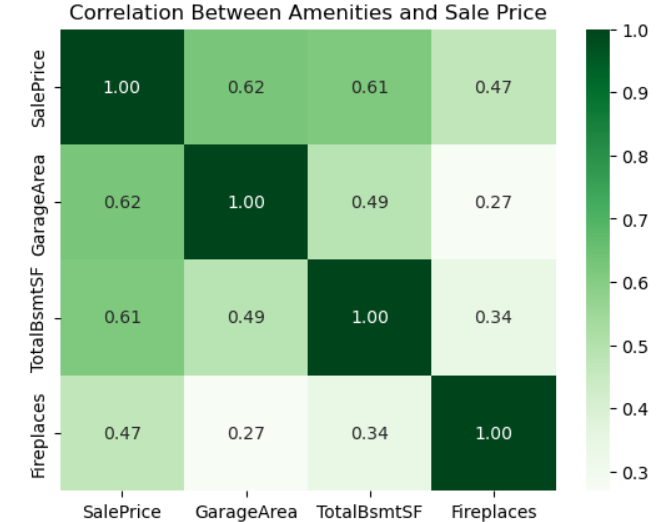 Correlation Between Amenities and Sale Price
SalePrice 1.00 0.62 0.61 0.47
GarageArea 0.62 1.00 0.49 0.27
TotalBsmtSF 0.61 0.49 1.00 0.34
Fireplaces 0.47 0.27 0.34 1.00
SalePrice GarageArea TotalBsmtSF Fireplaces
1.0
0.9
0.8
0.7
0.6
0.5
0.4
0.3